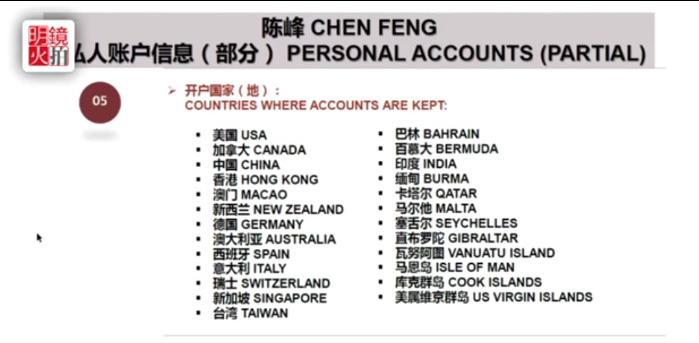 明鏡
火拍
陈峰 CHEN FENG
私人账户信息（部分） PERSONAL ACCOUNTS (PARTIAL)
05
开户国家（地）：
COUNTRIES WHERE ACCOUNTS ARE KEPT:
美国 USA
加拿大 CANADA
中国 CHINA
香港 HONG KONG
澳门 MACAO
新西兰 NEW ZEALAND
德国 GERMANY
澳大利亚 AUSTRALIA
西班牙 SPAIN
意大利 ITALY
瑞士 SWITZERLAND
新加坡 SINGAPORE
台湾 TAIWAN
巴林 BAHRAIN
百慕大 BERMUDA
印度 INDIA
缅甸 BURMA
卡塔尔 QATAR
马尔他 MALTA
塞舌尔 SEYCHELLES
直布罗陀 GIBRALTAR
瓦努阿图 VANUATU ISLAND
马恩岛 ISLE OF MAN
库克群岛 COOK ISLANDS
美属维京群岛 US VIRGIN ISLANDS